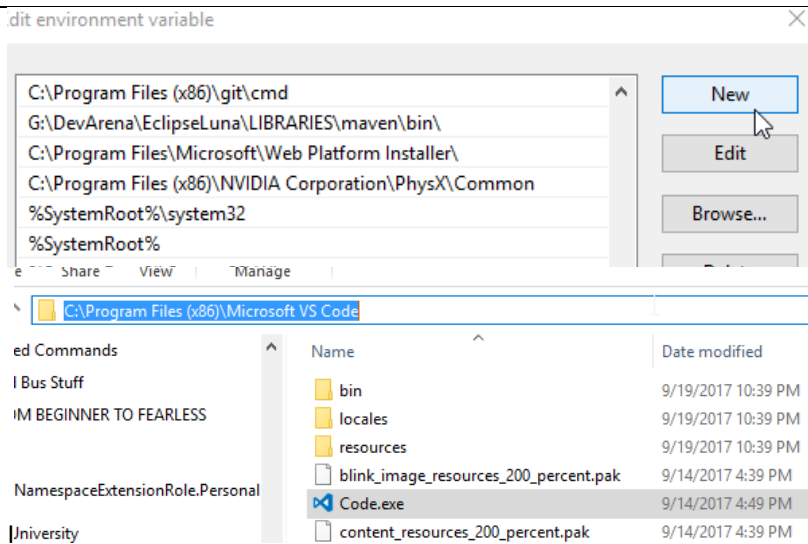 dit environment variable
C:\Program Files (x86)\git\cmd
New
G:\DevArena\EclipseLuna\LIBRARIES\maven\bin\
C:\Program Files\Microsoft\Web Platform Installer\
Edit
C:\Program Files (x86)\NVIDIA Corporation\PhysX\Common
%SystemRoot%\system32
Browse...
%SystemRoot%
e Share View Manage
C:\Program Files (x86)\Microsoft VS Code
ed Commands
Name Date modified
l Bus Stuff
bin 9/19/2017 10:39 PM
OM BEGINNER TO FEARLESS
locales 9/19/2017 10:39 PM
resources 9/19/2017 10:39 PM
blink_image_resources_200_percent.pak 9/14/2017 4:39 PM
NamespaceExtensionRole.Personal
Code.exe 9/14/2017 4:49 PM
University
content_resources_200_percent.pak 9/14/2017 4:39 PM